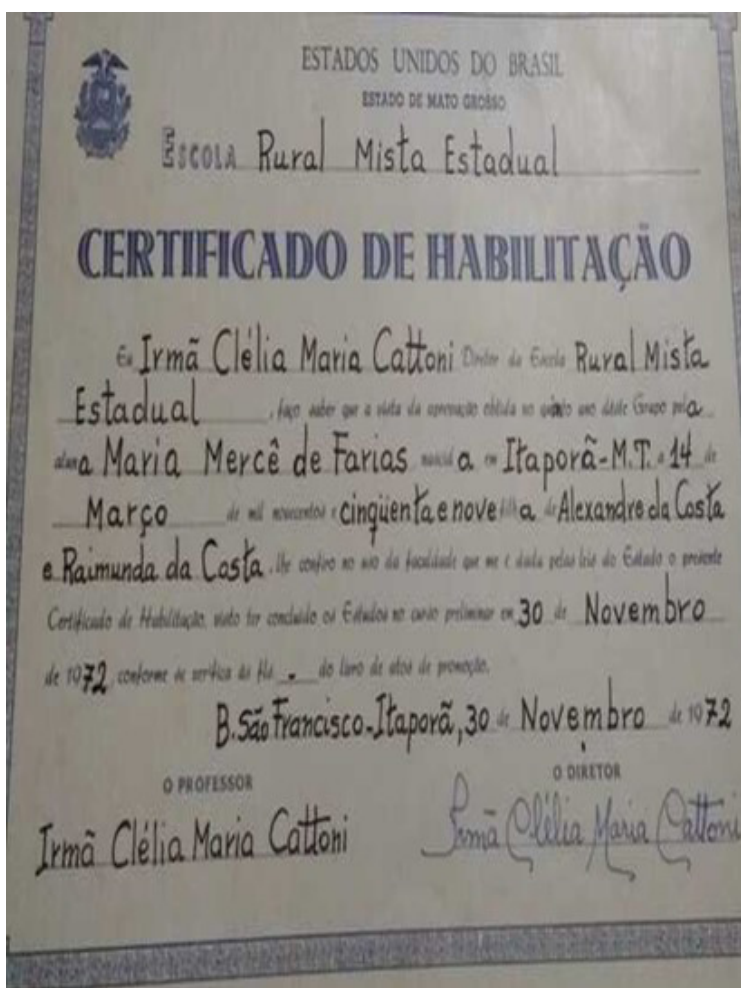 ESTADOS UNIDOS DO BRASIL
ESTADO DE MATO GROSSO
ESCOLA Rural Mista Estadual
CERTIFICADO DE HABILITAÇÃO
Eu Irmã Clélia Maria Cattoni Diretor da Escola Rural Mista
Estadual, faço saber que a vista da aprovação obtida no quinto ano dêste Grupo pela
aluna Maria Mercê de Farias nascida em Itaporã-M.T. a 14 de
Março de mil novecentos e cinqüenta e nove filha de Alexandre da Costa
e Raimunda da Costa, lhe confiro no uso da faculdade que me é dada pelas leis do Estado o presente
Certificado de Habilitação, visto ter concluido os Estudos no curso preliminar em 30 de Novembro
de 1972, conforme se verifica às fls. - do livro de atos de promoção.
B. São Francisco-Itaporã, 30 de Novembro de 1972
O PROFESSOR
O DIRETOR
Irmã Clélia Maria Cattoni
Irmã Clélia Maria Cattoni